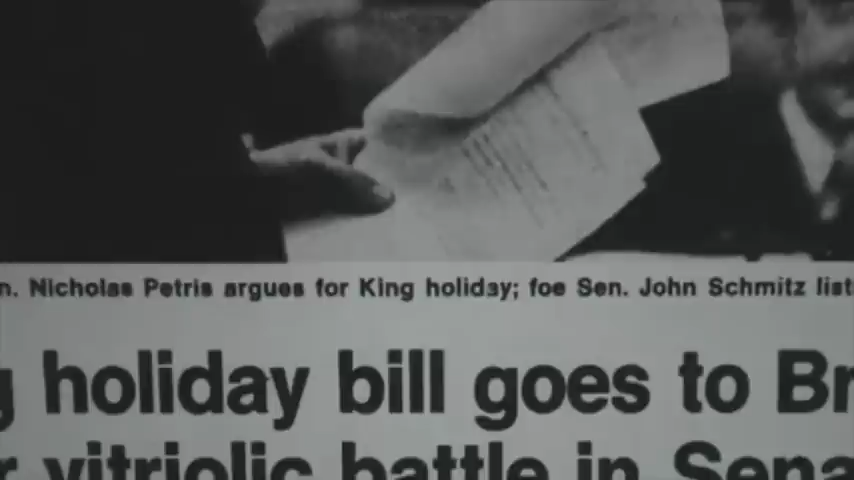 n. Nicholas Petris argues for King holiday; foe Sen. John Schmitz list
g holiday bill goes to Br
r vitriolic battle in Sena